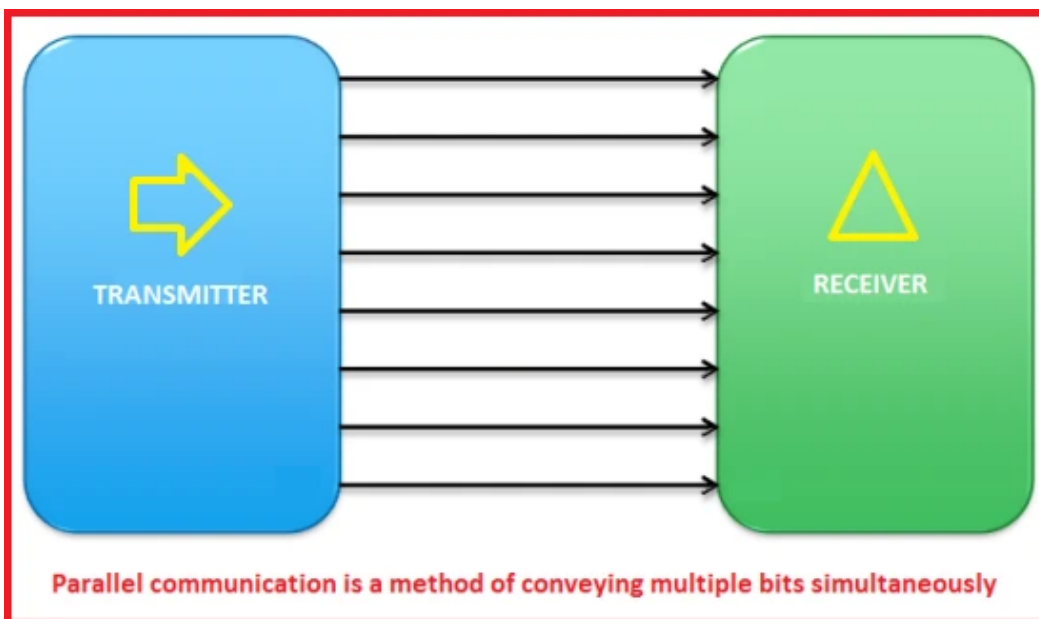 TRANSMITTER
RECEIVER
Parallel communication is a method of conveying multiple bits simultaneously